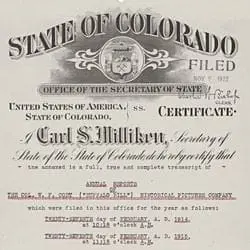 STATE OF COLORADO
FILED
NOV 7 1922
CLERK
OFFICE OF THE SECRETARY OF STATE
UNITED STATES OF AMERICA, } SS. CERTIFICATE
STATE OF COLORADO.
I Carl S. Milliken, Secretary of
State of the State of Colorado, do hereby certify that
the annexed is a full, true and complete transcript of
ANNUAL REPORTS
OF
THE COL. W. F. CODY, ("BUFFALO BILL") HISTORICAL PICTURES COMPANY
which were filed in this office for the year as follows:
TWENTY-SEVENTH day of FEBRUARY, A. D. 1914,
at 10:18 o'clock A.M.
TWENTY-SEVENTH day of FEBRUARY, A. D. 1915,
at 11:15 o'clock A.M.